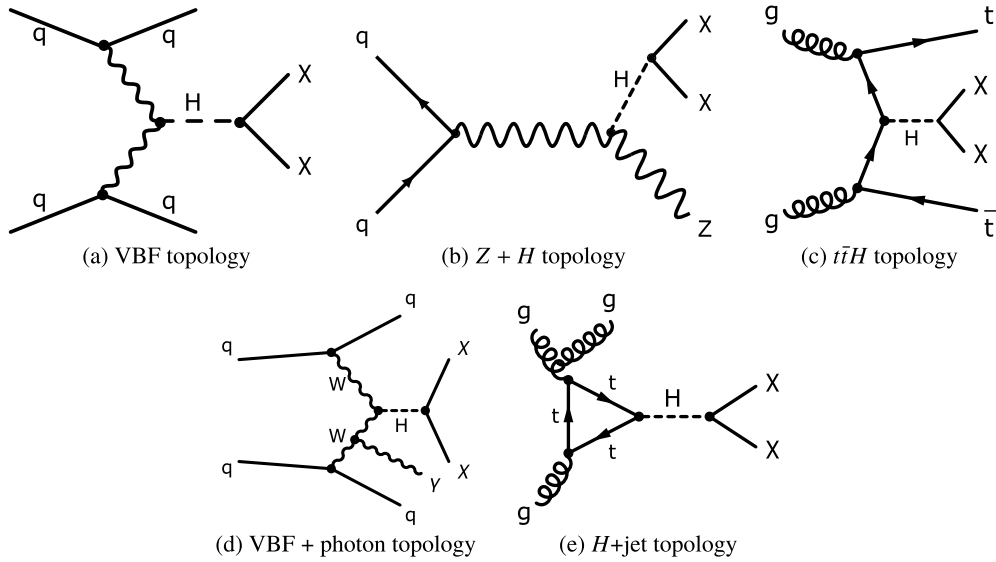 q q
H
X
X
q q
(a) VBF topology
q
H
X
X
q
Z
(b) Z + H topology
g
t
X
H
X
g
t̄
(c) tt̄H topology
q
q
W
X
H
W
X
γ
q
q
(d) VBF + photon topology
g g
t
t
H
X
X
t
g
(e) H+jet topology